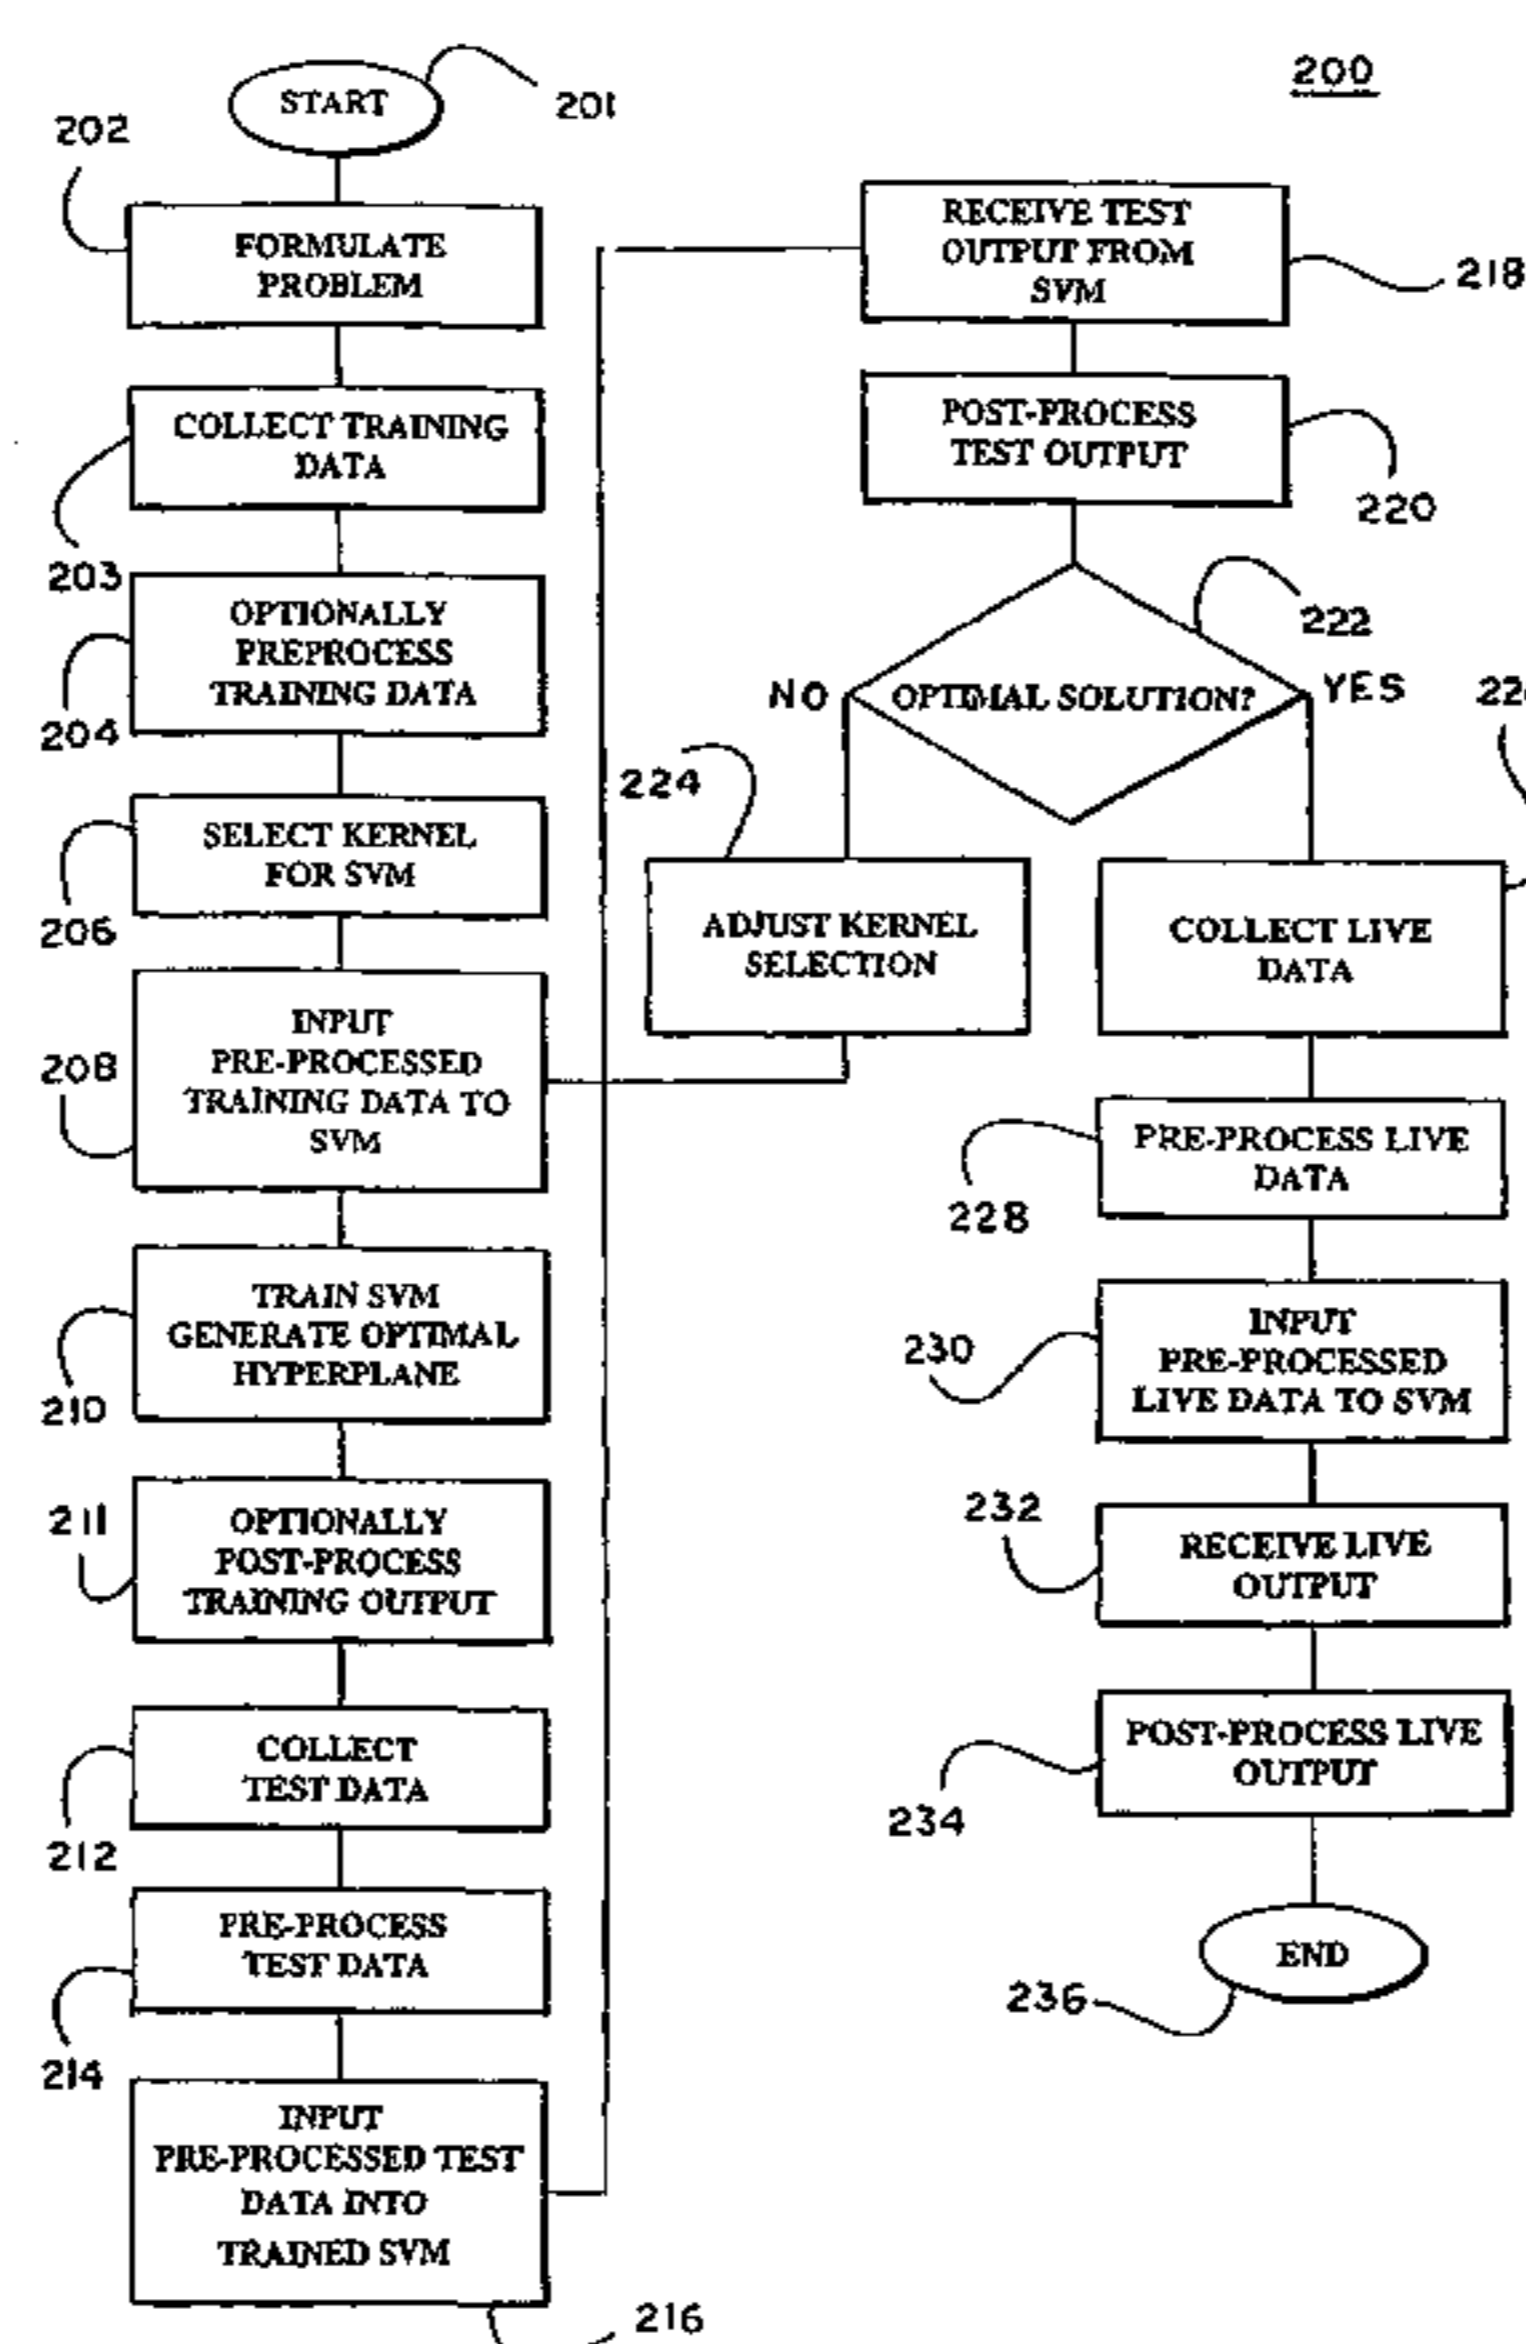 200
START
201
202
FORMULATE
PROBLEM
COLLECT TRAINING
DATA
203
OPTIONALLY
PREPROCESS
TRAINING DATA
204
SELECT KERNEL
FOR SVM
206
INPUT
PRE-PROCESSED
TRAINING DATA TO
SVM
208
TRAIN SVM
GENERATE OPTIMAL
HYPERPLANE
210
211
OPTIONALLY
POST-PROCESS
TRAINING OUTPUT
COLLECT
TEST DATA
212
PRE-PROCESS
TEST DATA
214
INPUT
PRE-PROCESSED TEST
DATA INTO
TRAINED SVM
216
RECEIVE TEST
OUTPUT FROM
SVM
218
POST-PROCESS
TEST OUTPUT
220
222
NO
OPTIMAL SOLUTION?
YES
224
ADJUST KERNEL
SELECTION
COLLECT LIVE
DATA
PRE-PROCESS LIVE
DATA
228
INPUT
PRE-PROCESSED
LIVE DATA TO SVM
230
232
RECEIVE LIVE
OUTPUT
POST-PROCESS LIVE
OUTPUT
234
END
236